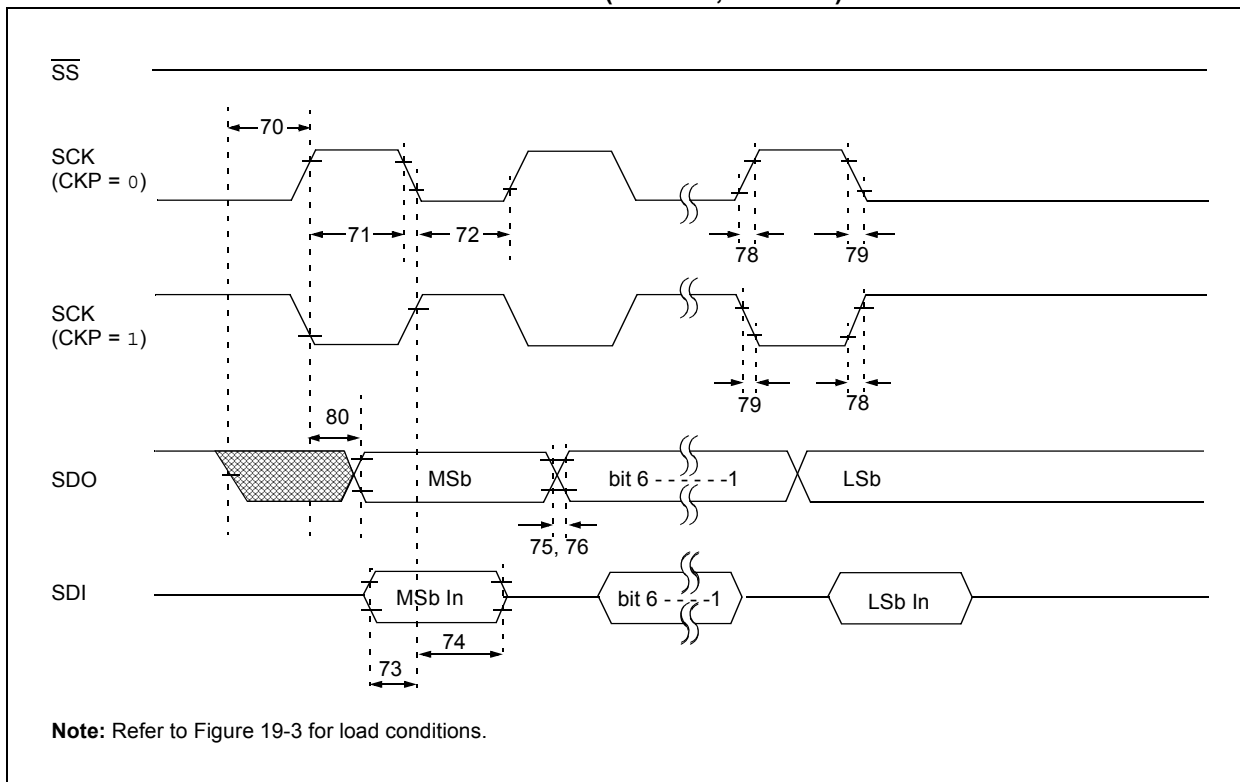 SS
70
SCK
(CKP = 0)
71
72
78
79
SCK
(CKP = 1)
79
78
80
SDO
MSb
bit 6 - - - - - -1
LSb
75, 76
SDI
MSb In
bit 6 - - - - -1
LSb In
74
73
Note: Refer to Figure 19-3 for load conditions.